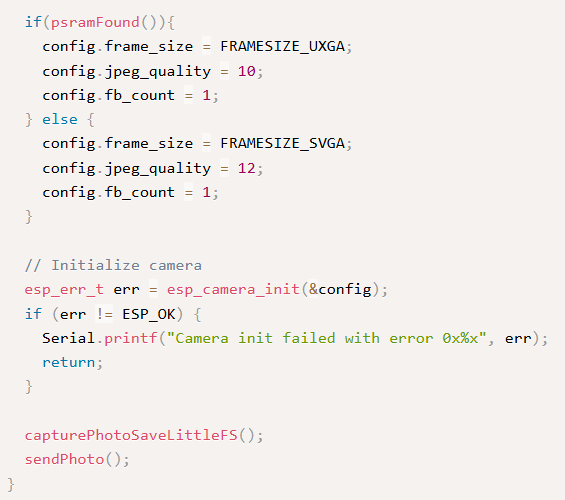 if(psramFound()){
    config.frame_size = FRAMESIZE_UXGA;
    config.jpeg_quality = 10;
    config.fb_count = 1;
  } else {
    config.frame_size = FRAMESIZE_SVGA;
    config.jpeg_quality = 12;
    config.fb_count = 1;
  }

  // Initialize camera
  esp_err_t err = esp_camera_init(&config);
  if (err != ESP_OK) {
    Serial.printf("Camera init failed with error 0x%x", err);
    return;
  }

  capturePhotoSaveLittleFS();
  sendPhoto();
}